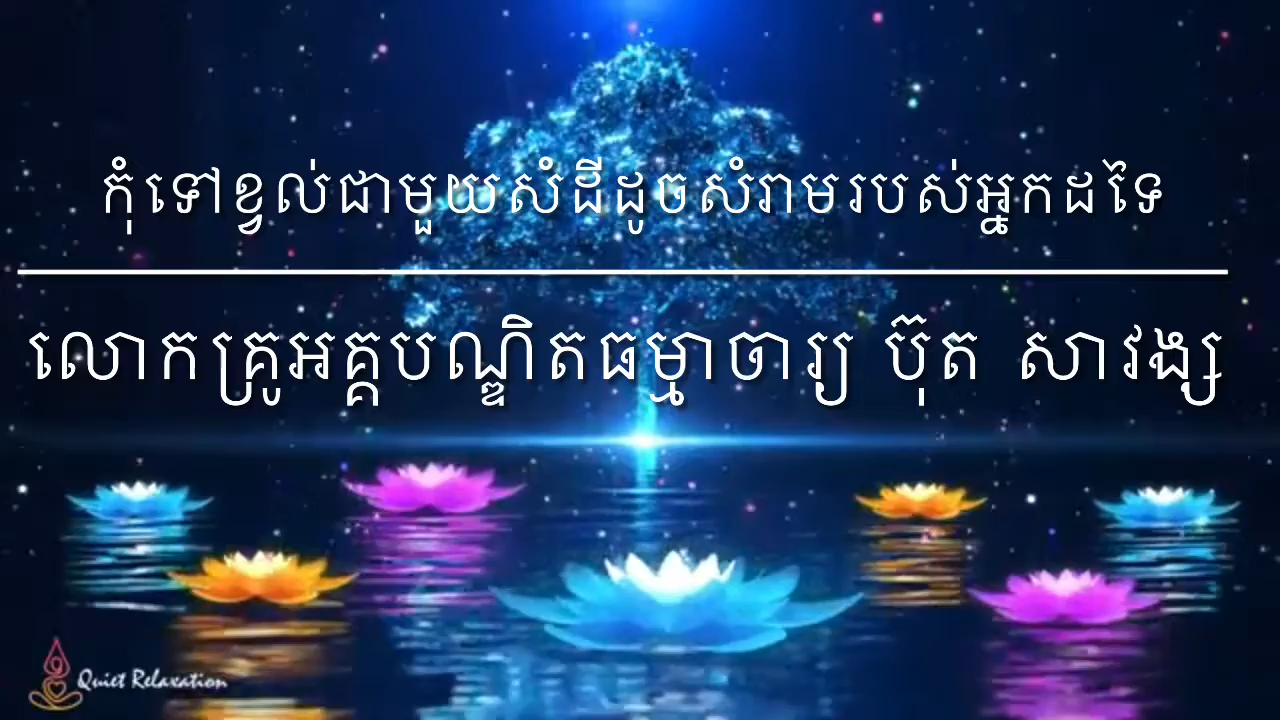 កុំទៅខ្វល់ជាមួយសំដីដូចសំរាមរបស់អ្នកដទៃ
លោកគ្រូអគ្គបណ្ឌិតធម្មាចារ្យ ប៊ុត សាវង្ស
Quiet Relaxation